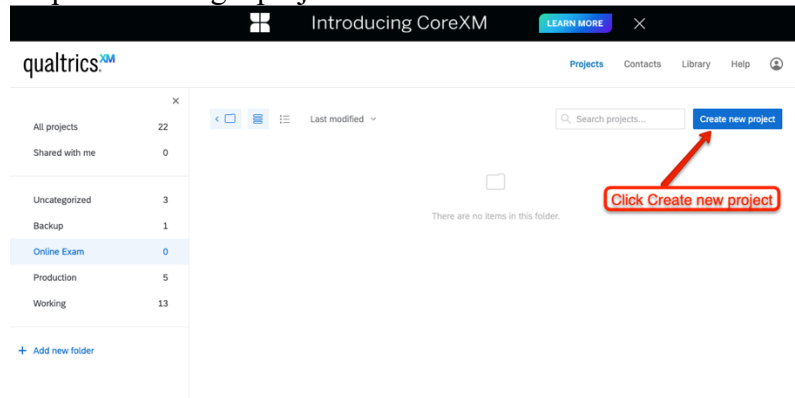 Introducing CoreXM LEARN MORE
qualtrics.XM
Projects Contacts Library Help
All projects 22
Shared with me 0
Uncategorized 3
Backup 1
Online Exam 0
Production 5
Working 13
+ Add new folder
Last modified
Search projects...
Create new project
Click Create new project
There are no items in this folder.